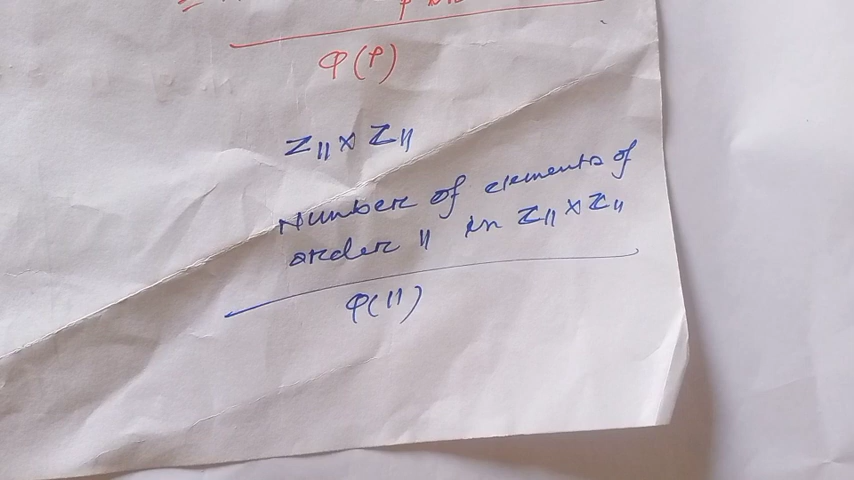 φ(P)
Z₁₁ × Z₁₁
Number of elements of
order 11 in Z₁₁ × Z₁₁
φ(11)